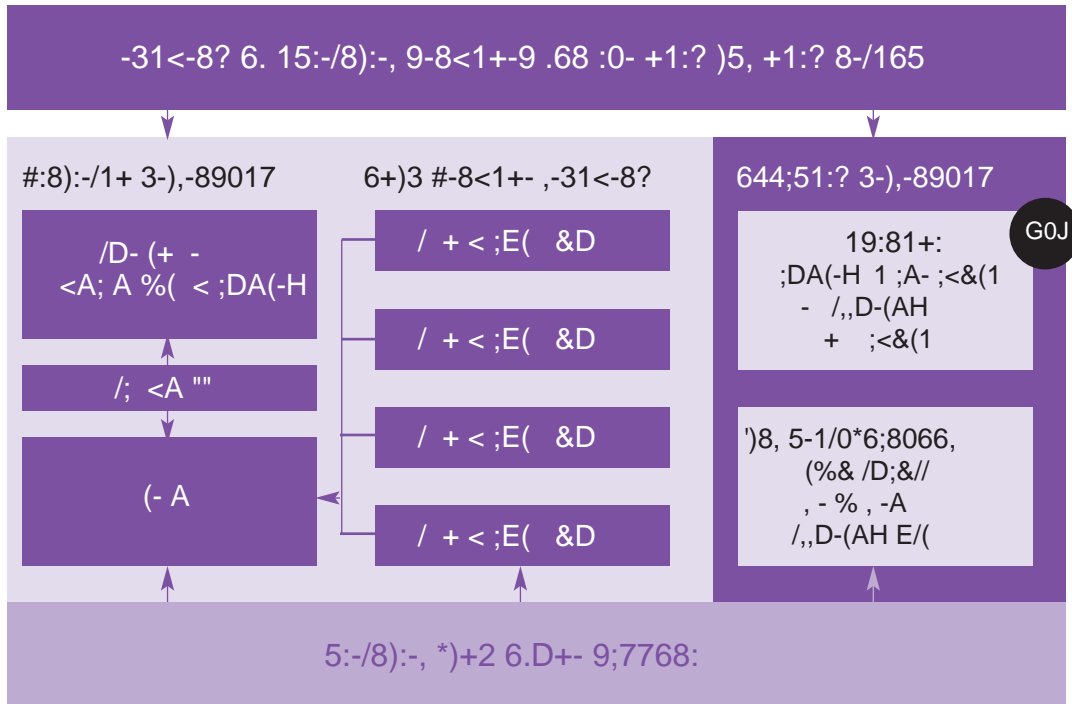 -31<-8? 6. 15:-/8):-, 9-8<1+-9 .68 :0- +1:? )5, +1:? 8-/165
#:8):-/1+ 3-),-89017
/D- (+ -
<A; A %( < ;DA(-H
/; <A ""
(- A
6+)3 #-8<1+- ,-31<-8?
/ + < ;E( &D
/ + < ;E( &D
/ + < ;E( &D
/ + < ;E( &D
644;51:? 3-),-89017
G0J
19:81+:
;DA(-H 1 ;A- ;<&(1
- /,,D-(AH
+ ;<&(1
')8, 5-1/0*6;8066,
(%& /D;&//
, - % , -A
/,,D-(AH E/(
5:-/8):-, *)+2 6.D+- 9;7768: